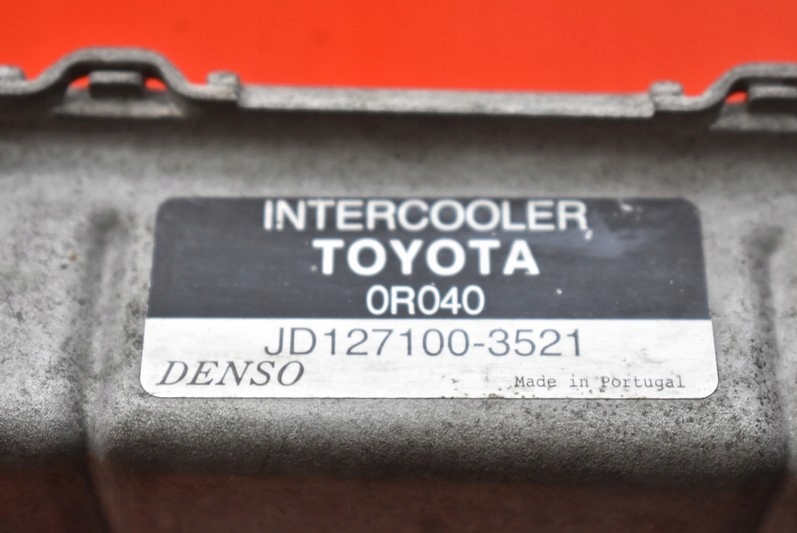 INTERCOOLER
TOYOTA
0R040
JD127100-3521
DENSO
Made in Portugal